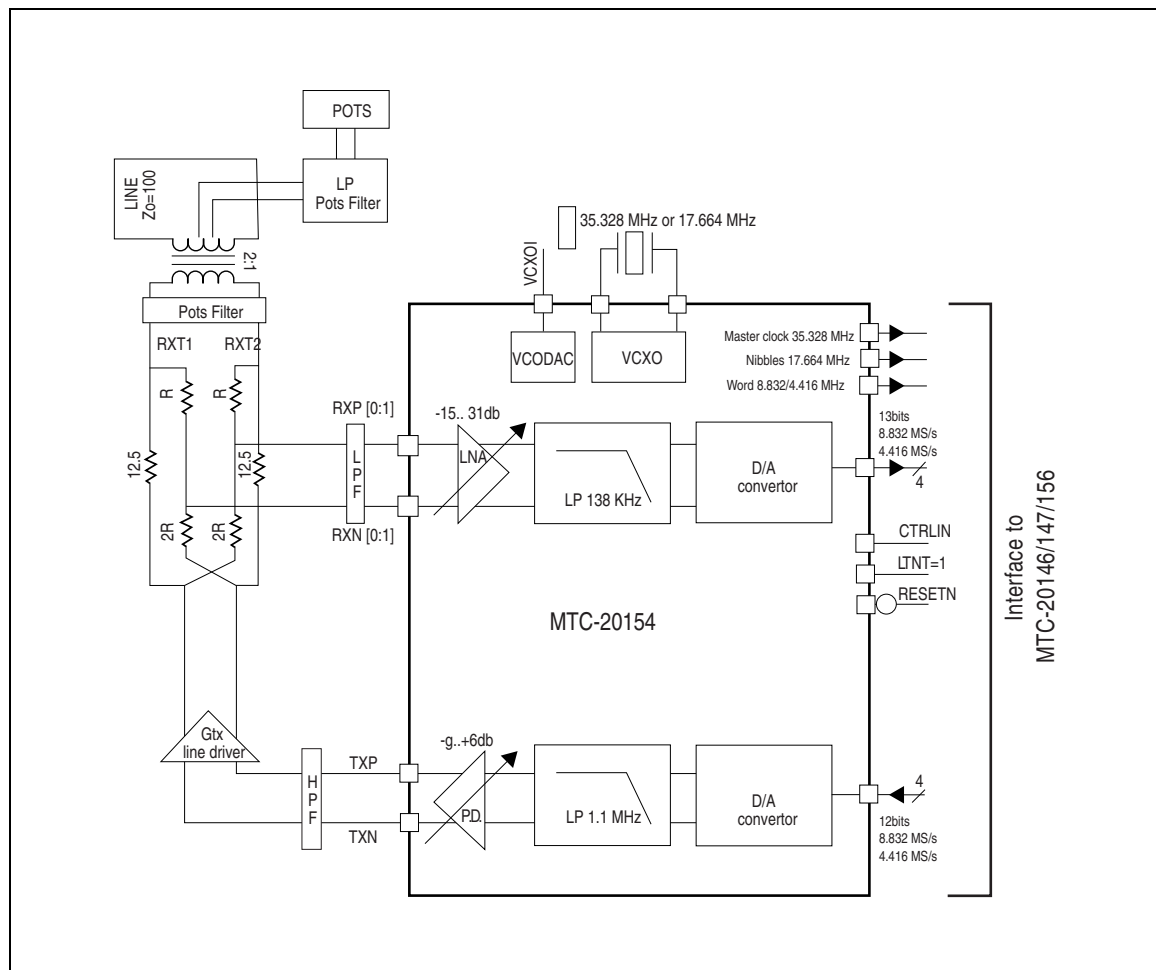 POTS
LINE
Zo=100
LP
Pots Filter
2:1
35.328 MHz or 17.664 MHz
VCXOI
Pots Filter
RXT1
RXT2
VCODAC
VCXO
Master clock 35.328 MHz
Nibbles 17.664 MHz
Word 8.832/4.416 MHz
R
R
12.5
12.5
2R
2R
RXP [0:1]
LPF
RXN [0:1]
-15.. 31db
LNA
LP 138 KHz
D/A
convertor
13bits
8.832 MS/s
4.416 MS/s
4
CTRLIN
LTNT=1
RESETN
MTC-20154
Interface to
MTC-20146/147/156
Gtx
line driver
HPF
TXP
TXN
-g..+6db
P.D.
LP 1.1 MHz
D/A
convertor
4
12bits
8.832 MS/s
4.416 MS/s